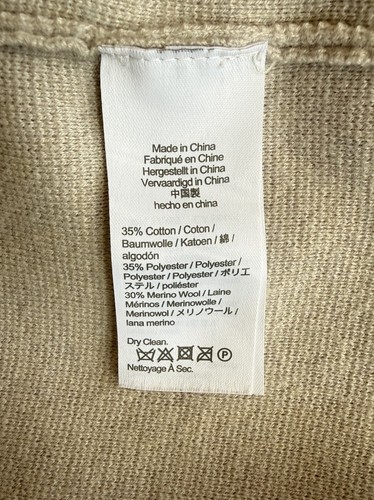 Made in China
Fabriqué en Chine
Hergestellt in China
Vervaardigd in China
中国製
hecho en china
35% Cotton / Coton /
Baumwolle / Katoen / 綿 /
algodón
35% Polyester / Polyester /
Polyester / Polyester / ポリエ
ステル / poliéster
30% Merino Wool / Laine
Mérinos / Merinowolle /
Merinowol / メリノウール /
lana merino
Dry Clean.
P
Nettoyage À Sec.